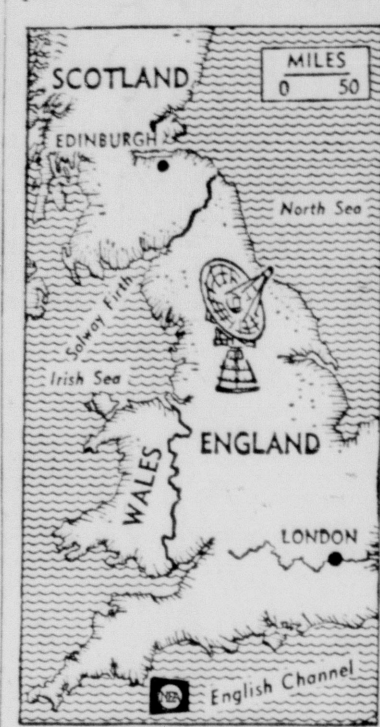 SCOTLAND
MILES
0 50
EDINBURGH
North Sea
Solway Firth
Irish Sea
ENGLAND
WALES
LONDON
English Channel
NEA